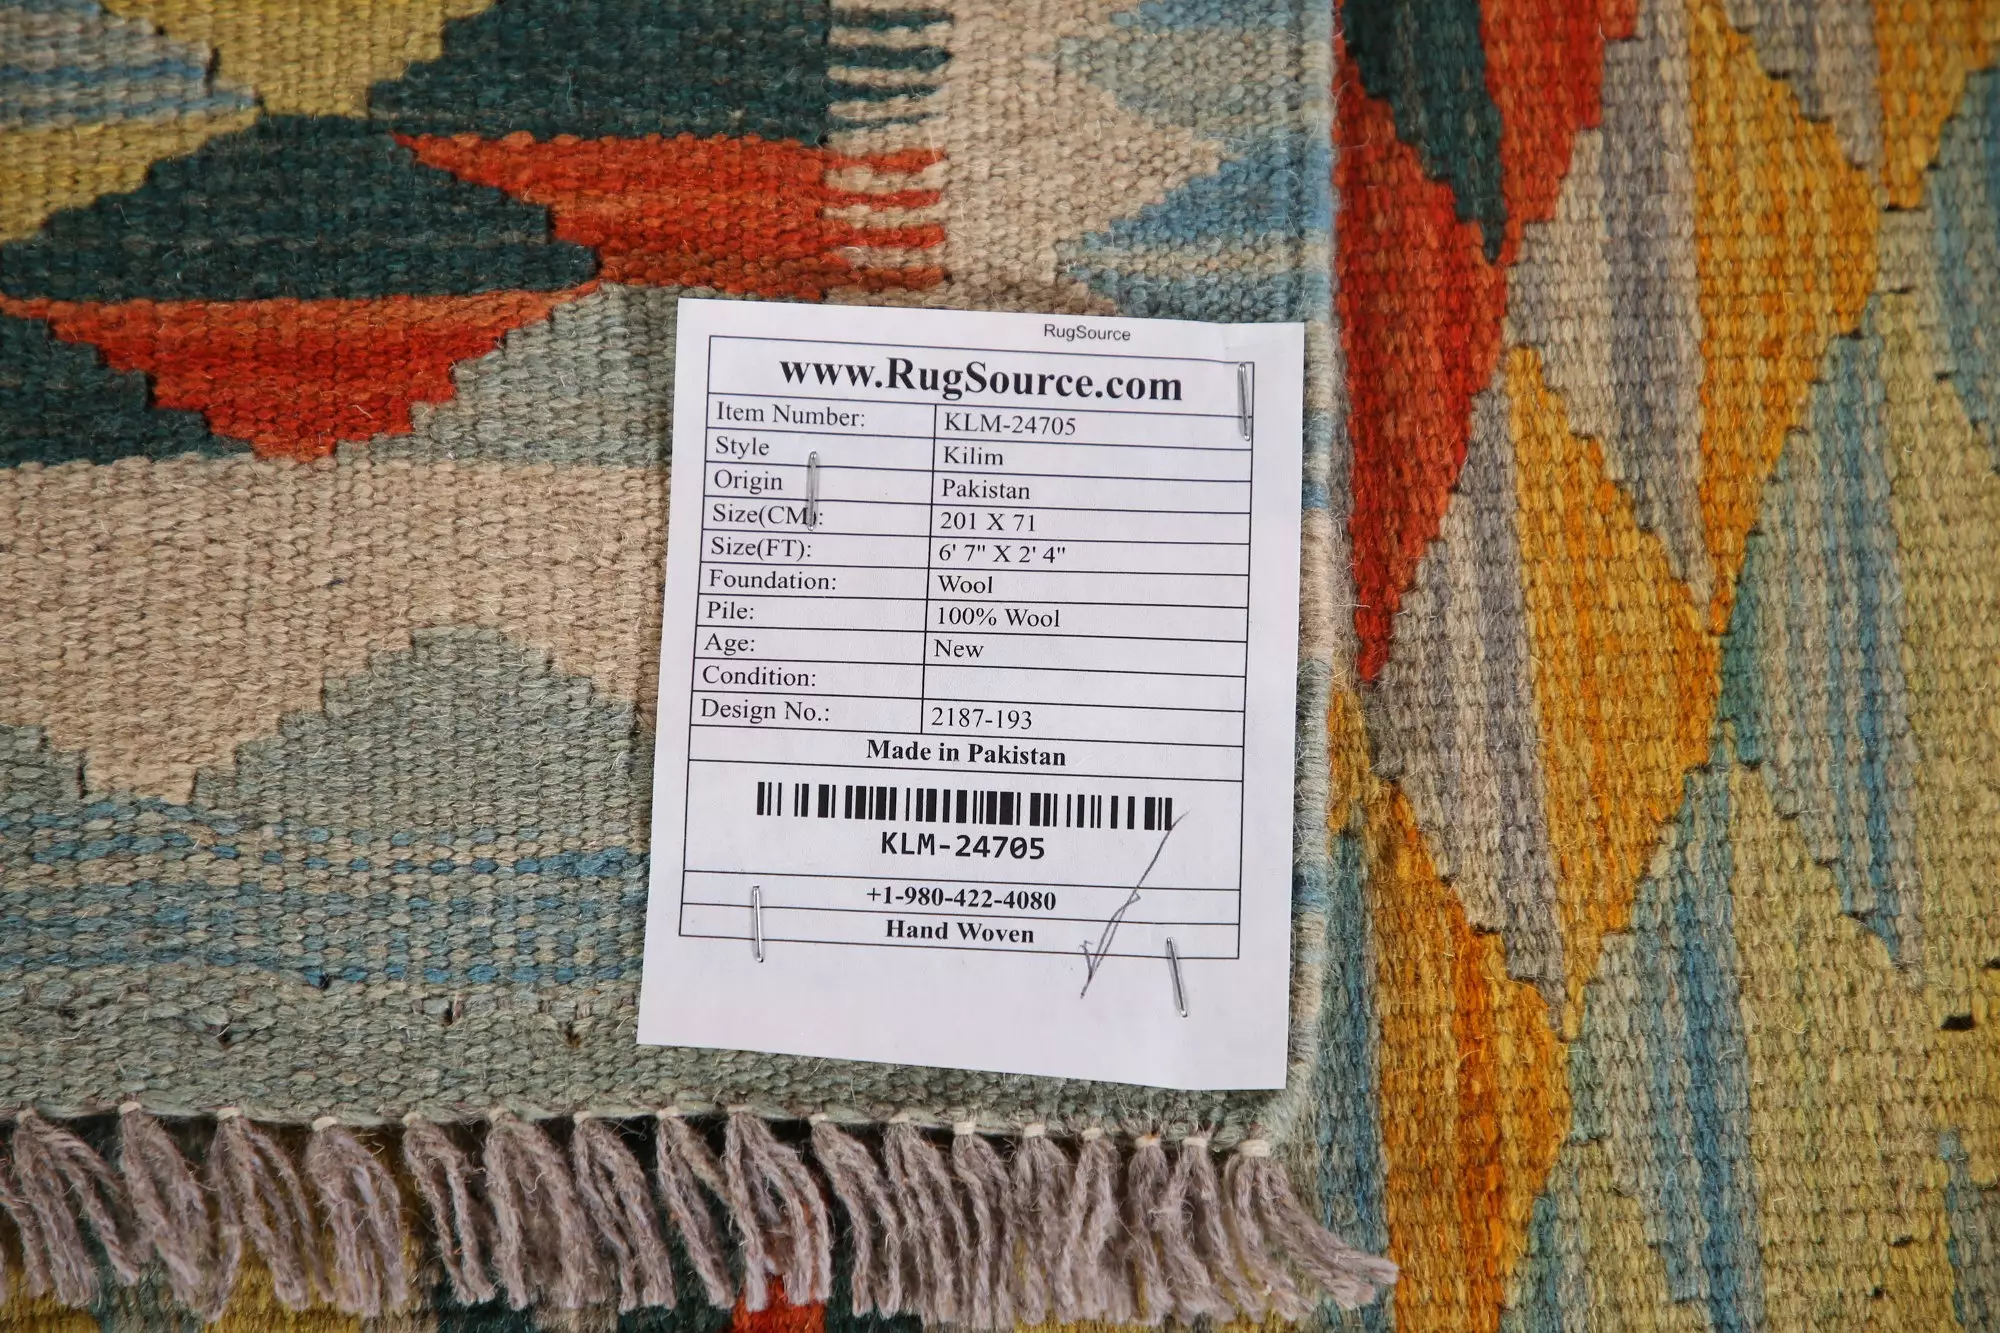 RugSource
www.RugSource.com
Item Number: KLM-24705
Style Kilim
Origin Pakistan
Size(CM): 201 X 71
Size(FT): 6' 7" X 2' 4"
Foundation: Wool
Pile: 100% Wool
Age: New
Condition:
Design No.: 2187-193
Made in Pakistan
KLM-24705
+1-980-422-4080
Hand Woven